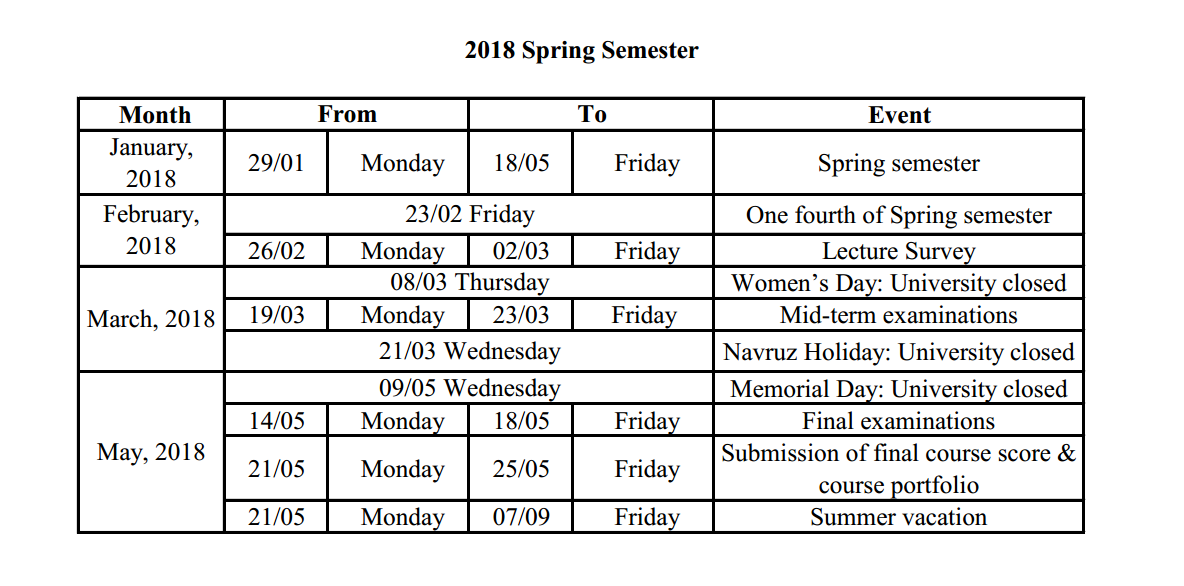 2018 Spring Semester
Month From To Event
January,
2018
29/01 Monday 18/05 Friday Spring semester
February,
2018
23/02 Friday One fourth of Spring semester
26/02 Monday 02/03 Friday Lecture Survey
March, 2018
08/03 Thursday Women’s Day: University closed
19/03 Monday 23/03 Friday Mid-term examinations
21/03 Wednesday Navruz Holiday: University closed
May, 2018
09/05 Wednesday Memorial Day: University closed
14/05 Monday 18/05 Friday Final examinations
21/05 Monday 25/05 Friday Submission of final course score &
course portfolio
21/05 Monday 07/09 Friday Summer vacation